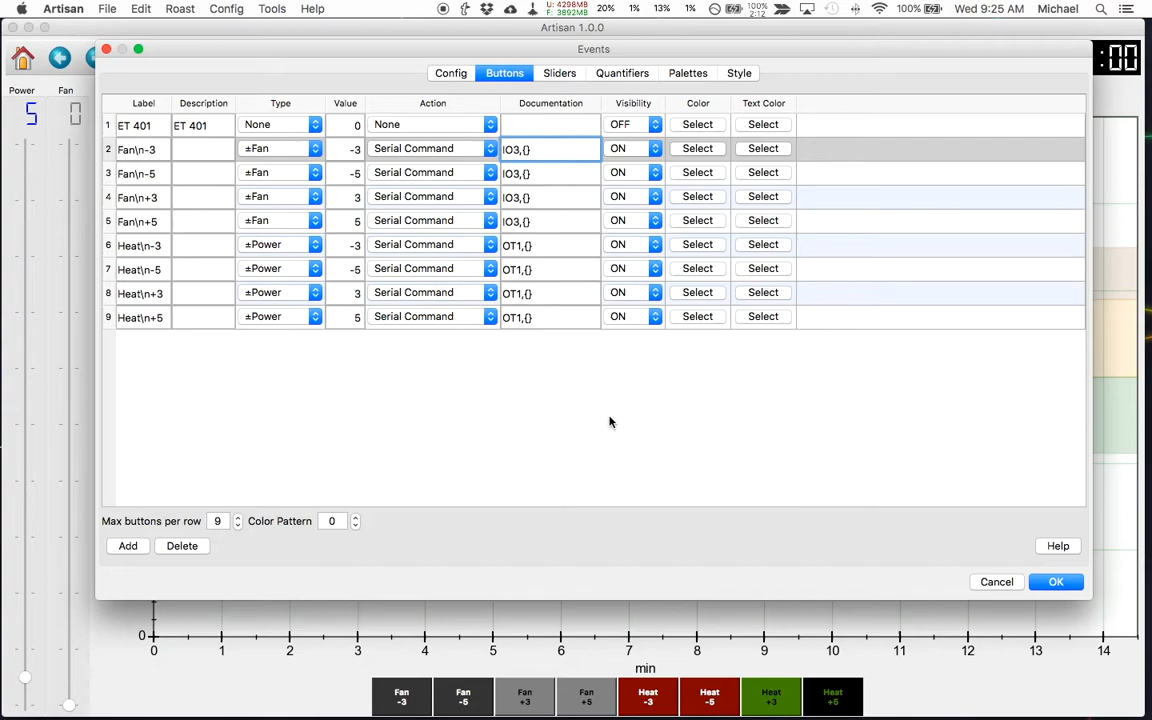 Artisan File Edit Roast Config Tools Help U: 4298MB F: 3892MB 20% 1% 13% 1% 100% 2:12 100% Wed 9:25 AM Michael
Artisan 1.0.0
Events
:00
Config Buttons Sliders Quantifiers Palettes Style
Power Fan
5 0
Label Description Type Value Action Documentation Visibility Color Text Color
1 ET 401 ET 401 None 0 None OFF Select Select
2 Fan\n-3 ±Fan -3 Serial Command IO3,{} ON Select Select
3 Fan\n-5 ±Fan -5 Serial Command IO3,{} ON Select Select
4 Fan\n+3 ±Fan 3 Serial Command IO3,{} ON Select Select
5 Fan\n+5 ±Fan 5 Serial Command IO3,{} ON Select Select
6 Heat\n-3 ±Power -3 Serial Command OT1,{} ON Select Select
7 Heat\n-5 ±Power -5 Serial Command OT1,{} ON Select Select
8 Heat\n+3 ±Power 3 Serial Command OT1,{} ON Select Select
9 Heat\n+5 ±Power 5 Serial Command OT1,{} ON Select Select
Max buttons per row 9 Color Pattern 0
Add Delete Help
Cancel OK
0
0 1 2 3 4 5 6 7 8 9 10 11 12 13 14
min
Fan Fan Fan Fan Heat Heat Heat Heat
-3 -5 +3 +5 -3 -5 +3 +5